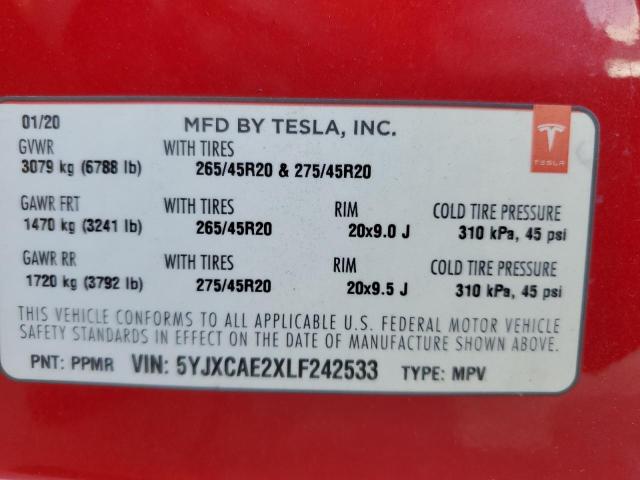 01/20 MFD BY TESLA, INC.
GVWR WITH TIRES
3079 kg (6788 lb) 265/45R20 & 275/45R20
TESLA
GAWR FRT WITH TIRES RIM COLD TIRE PRESSURE
1470 kg (3241 lb) 265/45R20 20x9.0 J 310 kPa, 45 psi
GAWR RR WITH TIRES RIM COLD TIRE PRESSURE
1720 kg (3792 lb) 275/45R20 20x9.5 J 310 kPa, 45 psi
THIS VEHICLE CONFORMS TO ALL APPLICABLE U.S. FEDERAL MOTOR VEHICLE
SAFETY STANDARDS IN EFFECT ON THE DATE OF MANUFACTURE SHOWN ABOVE.
PNT: PPMR VIN: 5YJXCAE2XLF242533 TYPE: MPV